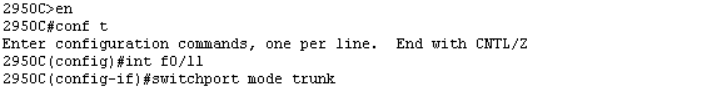 2950C>en
2950C#conf t
Enter configuration commands, one per line.  End with CNTL/Z
2950C(config)#int f0/11
2950C(config-if)#switchport mode trunk